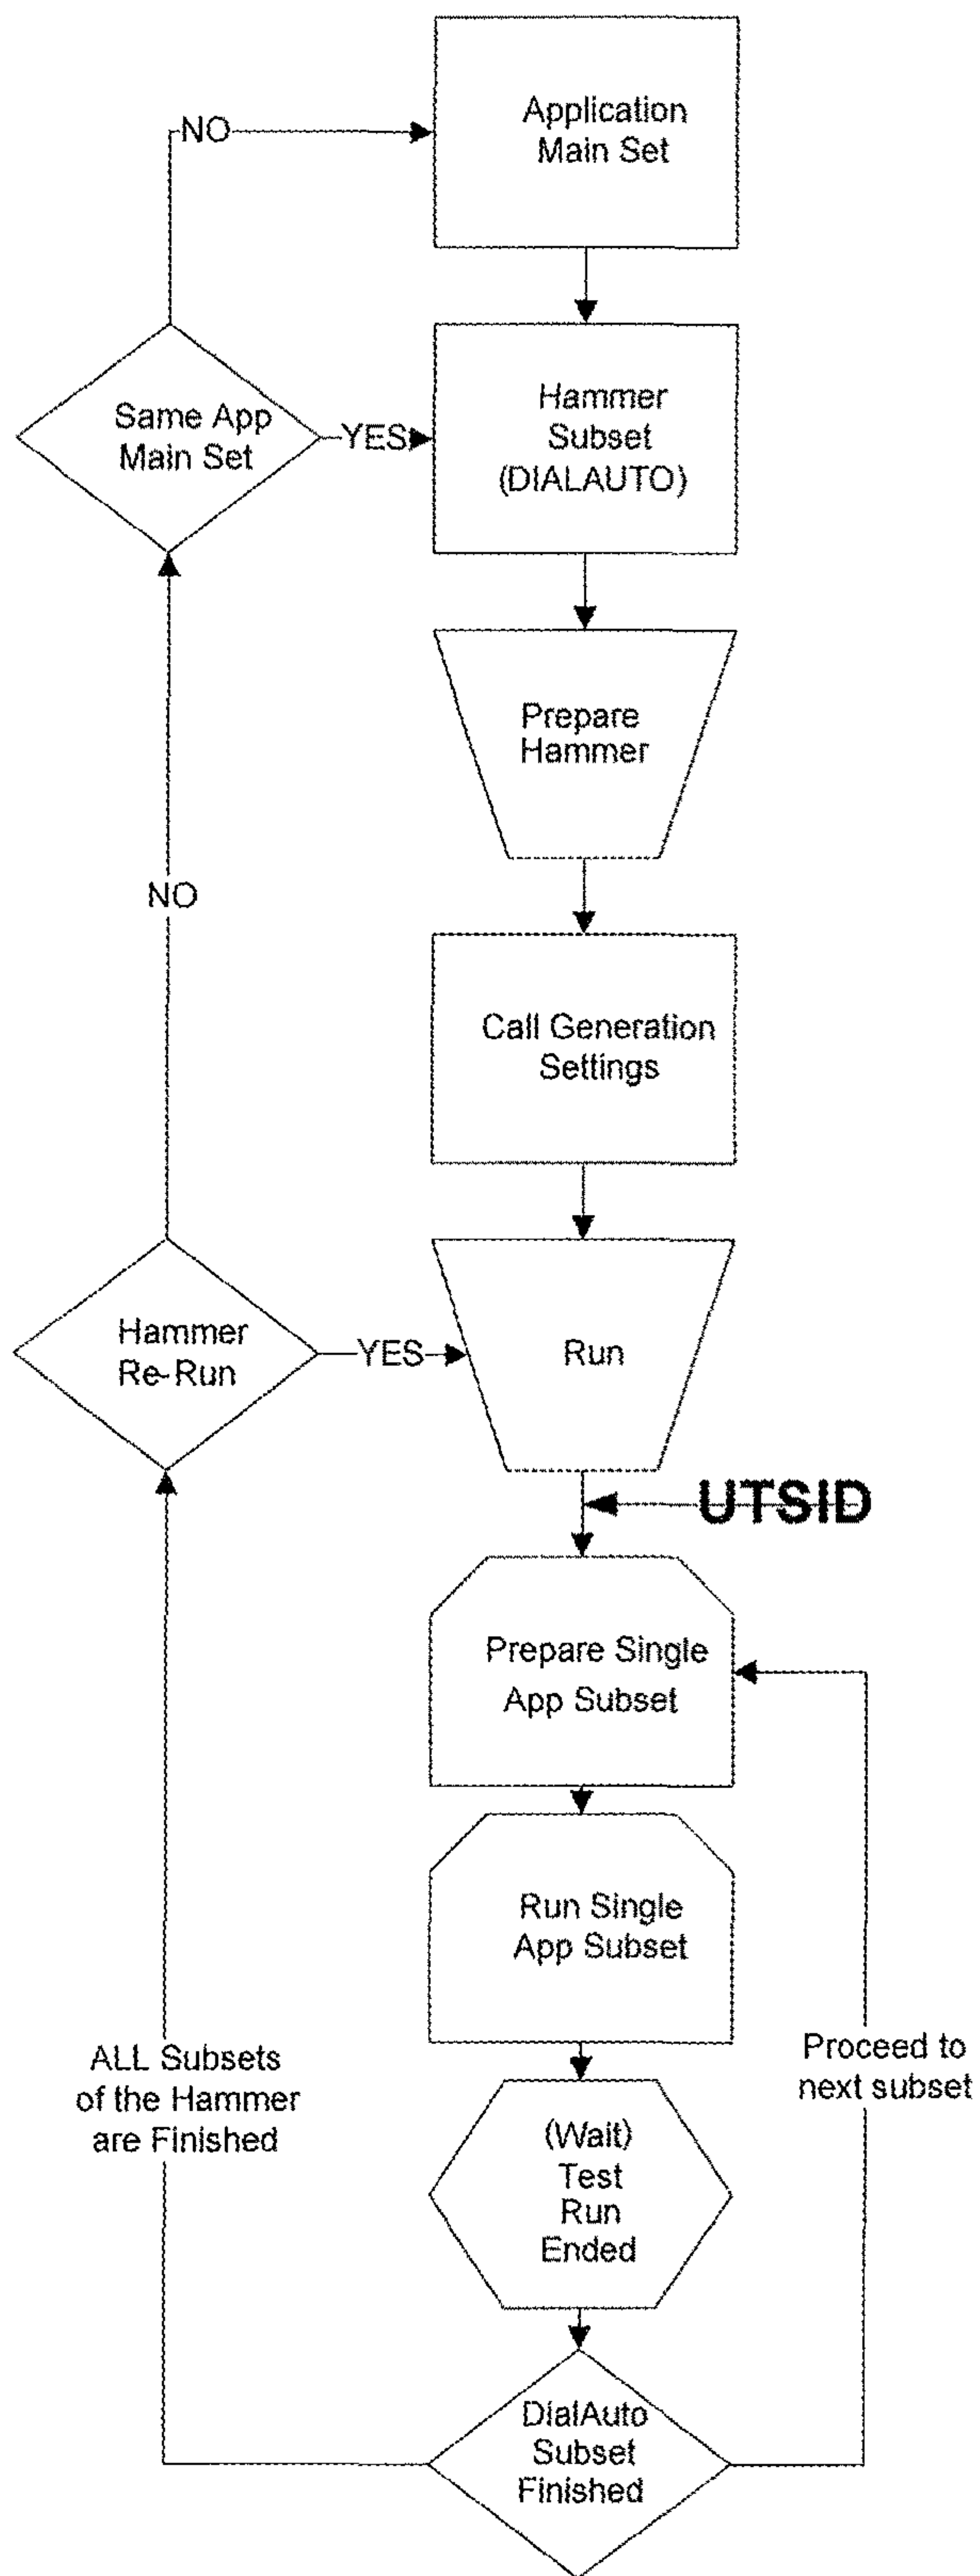 NO
Application
Main Set
Same App
Main Set
YES
Hammer
Subset
(DIALAUTO)
Prepare
Hammer
NO
Call Generation
Settings
Hammer
Re-Run
YES
Run
UTSID
Prepare Single
App Subset
Run Single
App Subset
ALL Subsets
of the Hammer
are Finished
Proceed to
next subset
(Wait)
Test
Run
Ended
DialAuto
Subset
Finished